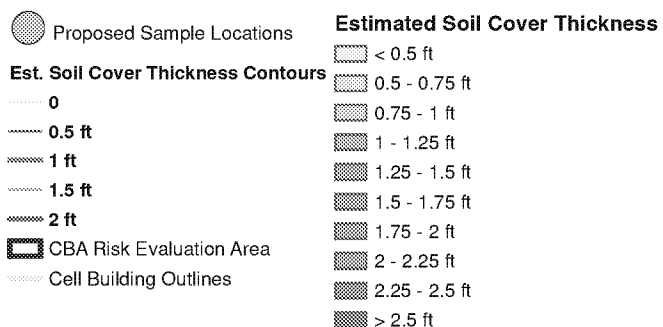 Proposed Sample Locations
Est. Soil Cover Thickness Contours
0
0.5 ft
1 ft
1.5 ft
2 ft
CBA Risk Evaluation Area
Cell Building Outlines
Estimated Soil Cover Thickness
< 0.5 ft
0.5 - 0.75 ft
0.75 - 1 ft
1 - 1.25 ft
1.25 - 1.5 ft
1.5 - 1.75 ft
1.75 - 2 ft
2 - 2.25 ft
2.25 - 2.5 ft
> 2.5 ft